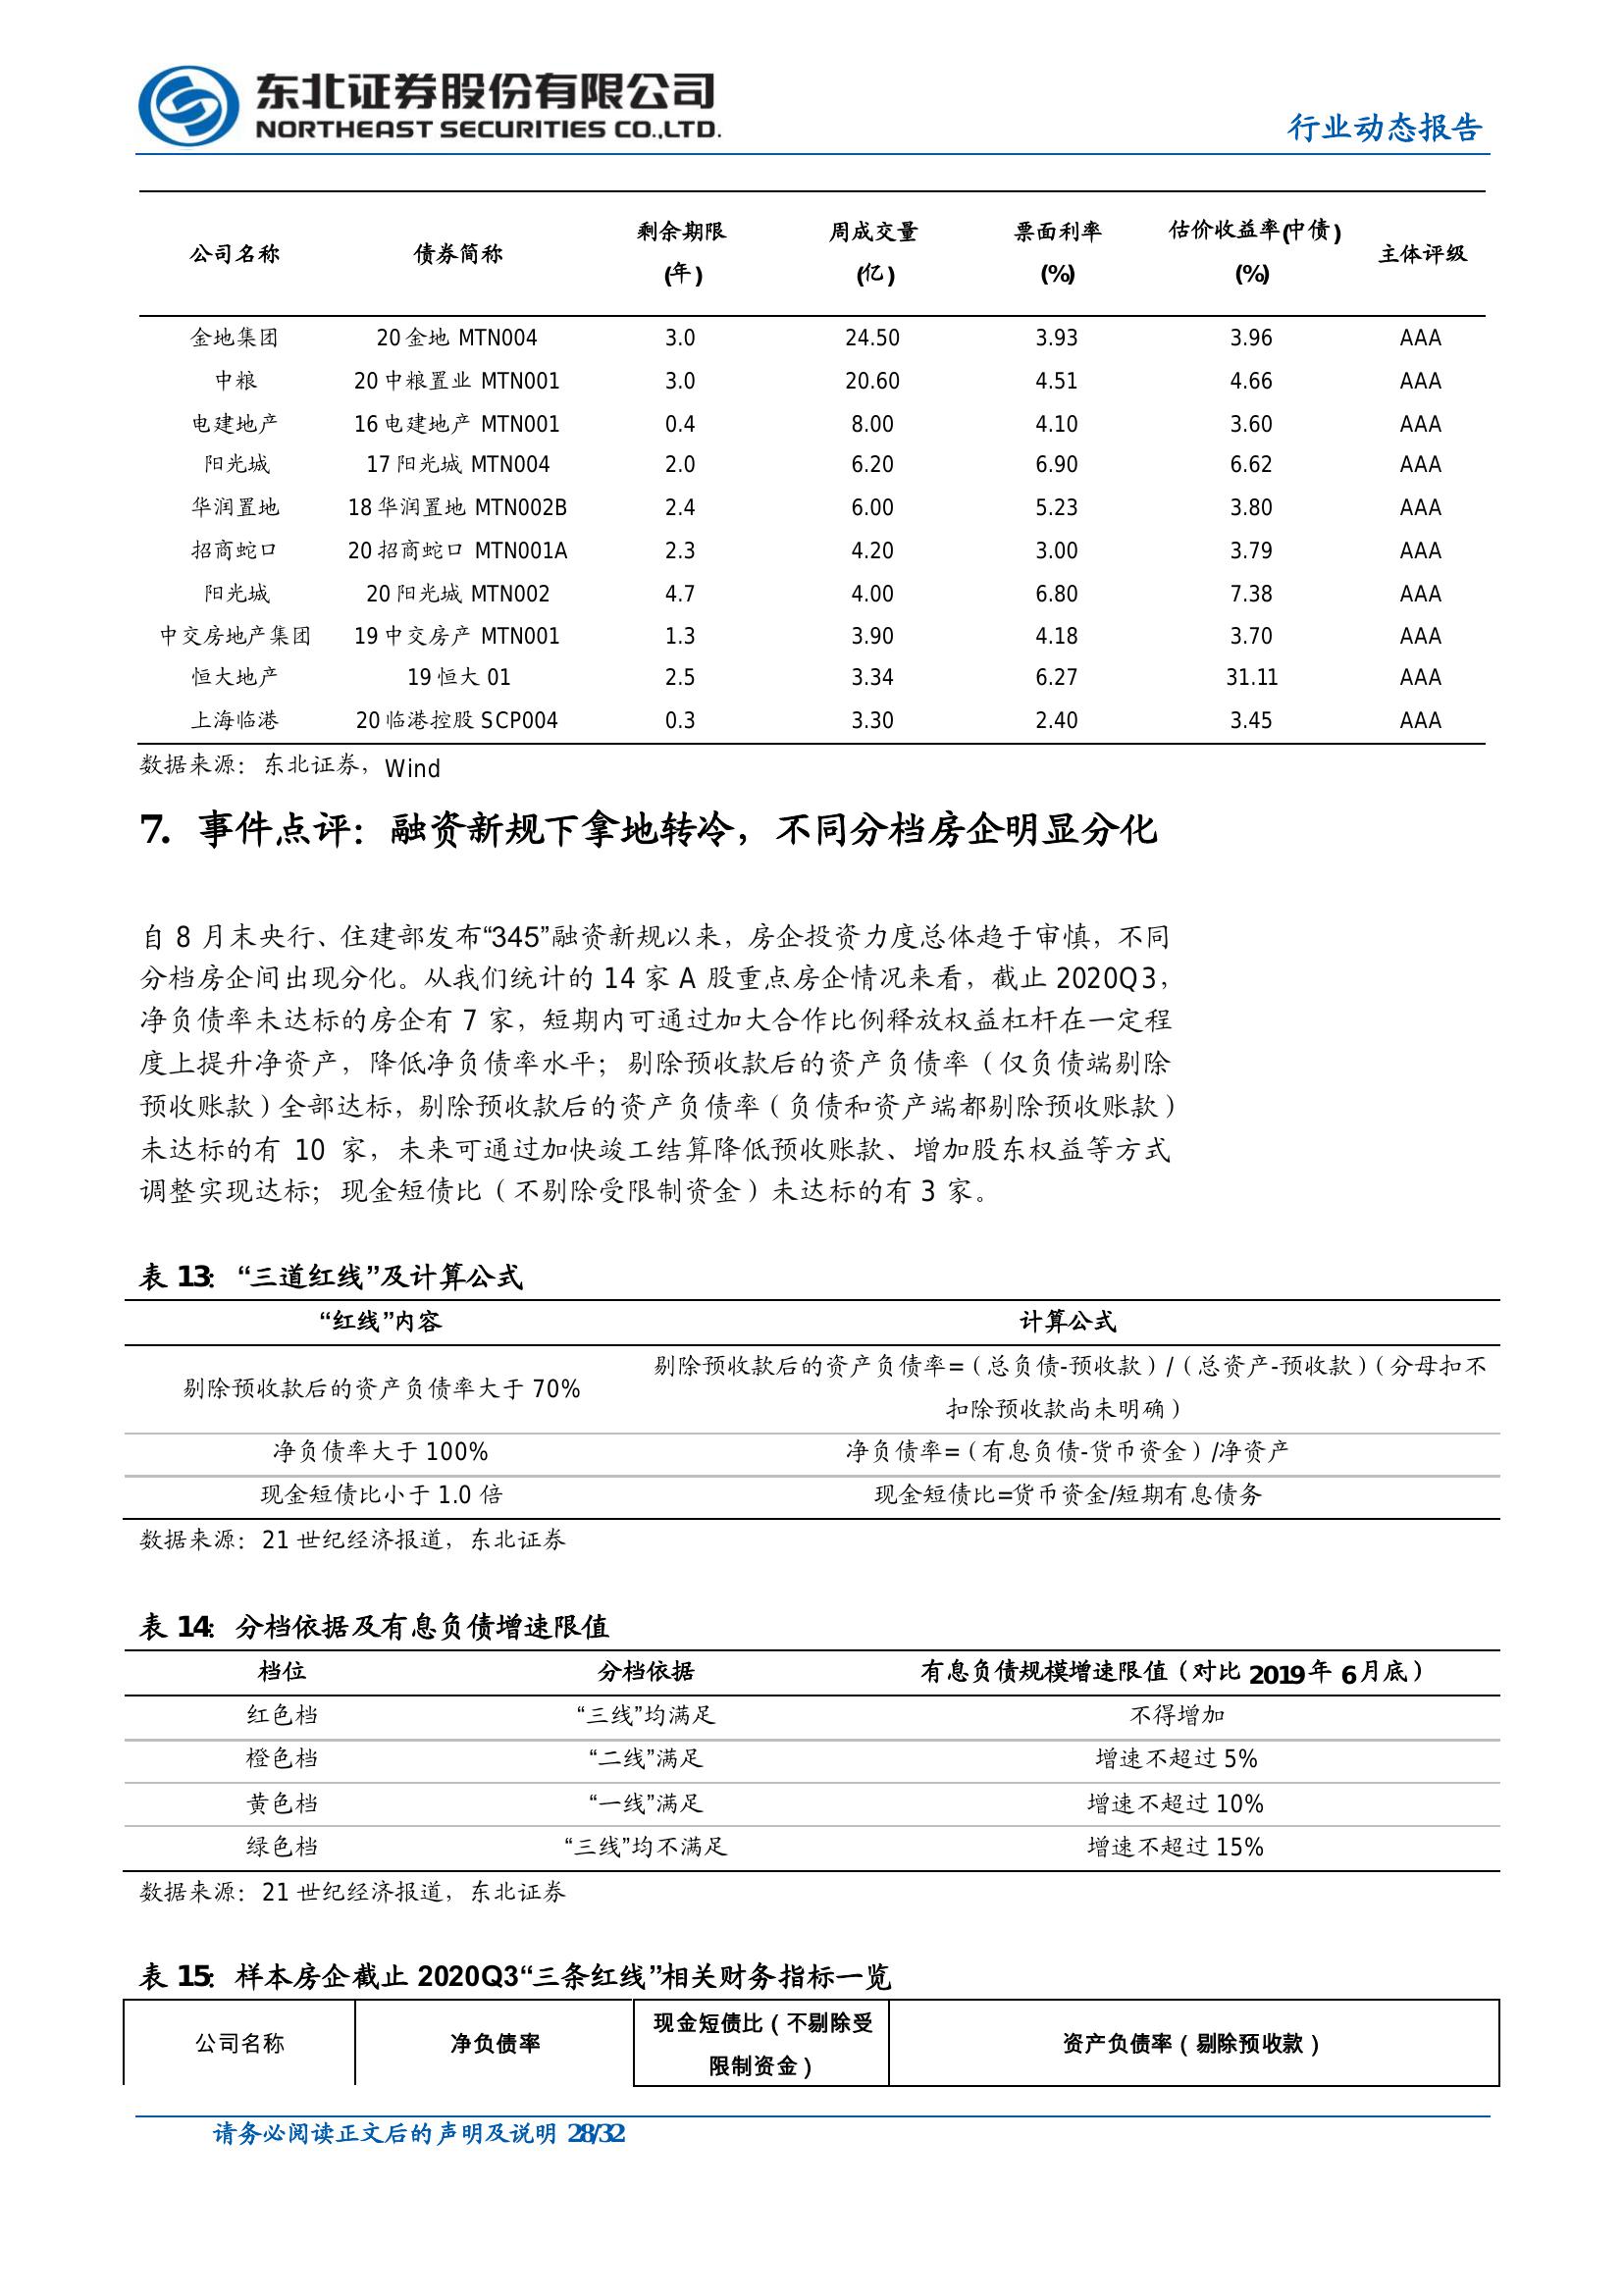 东北证券股份有限公司
NORTHEAST SECURITIES CO.,LTD.
行业动态报告
公司名称 债券简称 剩余期限(年) 周成交量(亿) 票面利率(%) 估价收益率(中债)(%) 主体评级
金地集团 20 金地 MTN004 3.0 24.50 3.93 3.96 AAA
中粮 20 中粮置业 MTN001 3.0 20.60 4.51 4.66 AAA
电建地产 16 电建地产 MTN001 0.4 8.00 4.10 3.60 AAA
阳光城 17 阳光城 MTN004 2.0 6.20 6.90 6.62 AAA
华润置地 18 华润置地 MTN002B 2.4 6.00 5.23 3.80 AAA
招商蛇口 20 招商蛇口 MTN001A 2.3 4.20 3.00 3.79 AAA
阳光城 20 阳光城 MTN002 4.7 4.00 6.80 7.38 AAA
中交房地产集团 19 中交房产 MTN001 1.3 3.90 4.18 3.70 AAA
恒大地产 19 恒大 01 2.5 3.34 6.27 31.11 AAA
上海临港 20 临港控股 SCP004 0.3 3.30 2.40 3.45 AAA
数据来源：东北证券，Wind
7. 事件点评：融资新规下拿地转冷，不同分档房企明显分化
自 8 月末央行、住建部发布“345”融资新规以来，房企投资力度总体趋于审慎，不同
分档房企间出现分化。从我们统计的 14 家 A 股重点房企情况来看，截止 2020Q3，
净负债率未达标的房企有 7 家，短期内可通过加大合作比例释放权益杠杆在一定程
度上提升净资产，降低净负债率水平；剔除预收款后的资产负债率（仅负债端剔除
预收账款）全部达标，剔除预收款后的资产负债率（负债和资产端都剔除预收账款）
未达标的有 10 家，未来可通过加快竣工结算降低预收账款、增加股东权益等方式
调整实现达标；现金短债比（不剔除受限制资金）未达标的有 3 家。
表 13：“三道红线”及计算公式
“红线”内容 计算公式
剔除预收款后的资产负债率大于 70% 剔除预收款后的资产负债率=（总负债-预收款）/（总资产-预收款）（分母扣不
扣除预收款尚未明确）
净负债率大于 100% 净负债率=（有息负债-货币资金）/净资产
现金短债比小于 1.0 倍 现金短债比=货币资金/短期有息债务
数据来源：21 世纪经济报道，东北证券
表 14：分档依据及有息负债增速限值
档位 分档依据 有息负债规模增速限值（对比 2019 年 6 月底）
红色档 “三线”均满足 不得增加
橙色档 “二线”满足 增速不超过 5%
黄色档 “一线”满足 增速不超过 10%
绿色档 “三线”均不满足 增速不超过 15%
数据来源：21 世纪经济报道，东北证券
表 15：样本房企截止 2020Q3“三条红线”相关财务指标一览
公司名称 净负债率 现金短债比（不剔除受限制资金） 资产负债率（剔除预收款）
请务必阅读正文后的声明及说明 28/32